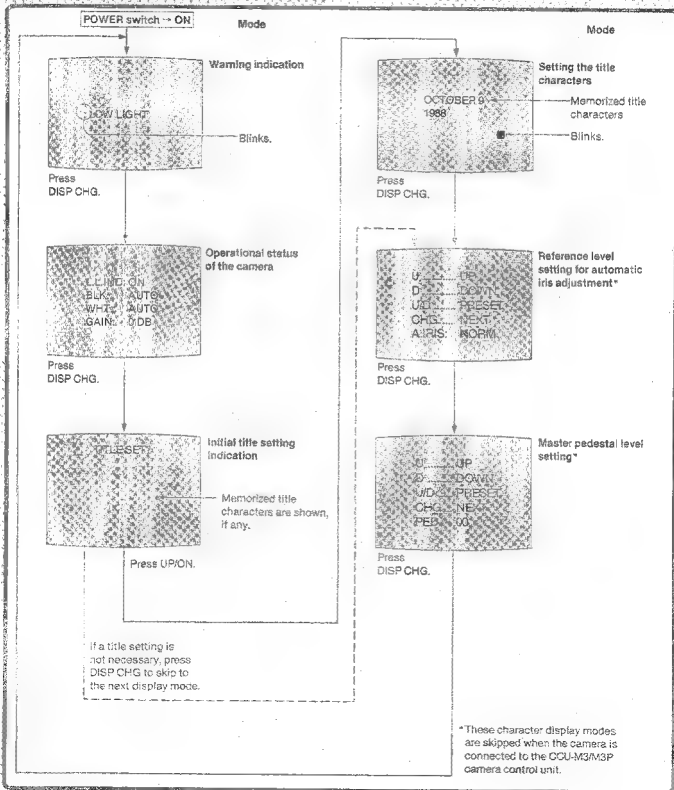 POWER switch → ON
Mode
Warning indication
LOW LIGHT
Blinks.
Press
DISP CHG.
Operational status
of the camera
L.L.IND: ON
BLK: AUTO
WHT: AUTO
GAIN: 0DB
Press
DISP CHG.
Initial title setting
indication
TITLE SET
Memorized title
characters are shown,
if any.
Press UP/ON.
If a title setting is
not necessary, press
DISP CHG to skip to
the next display mode.
Mode
Setting the title
characters
OCTOBER 9
1988
Memorized title
characters
Blinks.
Press
DISP CHG.
Reference level
setting for automatic
iris adjustment*
U...... UP
D...... DOWN
U/D.... PRESET
CHG.... NEXT
A.IRIS: NORM.
Press
DISP CHG.
Master pedestal level
setting*
U...... UP
D...... DOWN
U/D.... PRESET
CHG.... NEXT
PED: 00
Press
DISP CHG.
*These character display modes
are skipped when the camera is
connected to the CCU-M3/M3P
camera control unit.